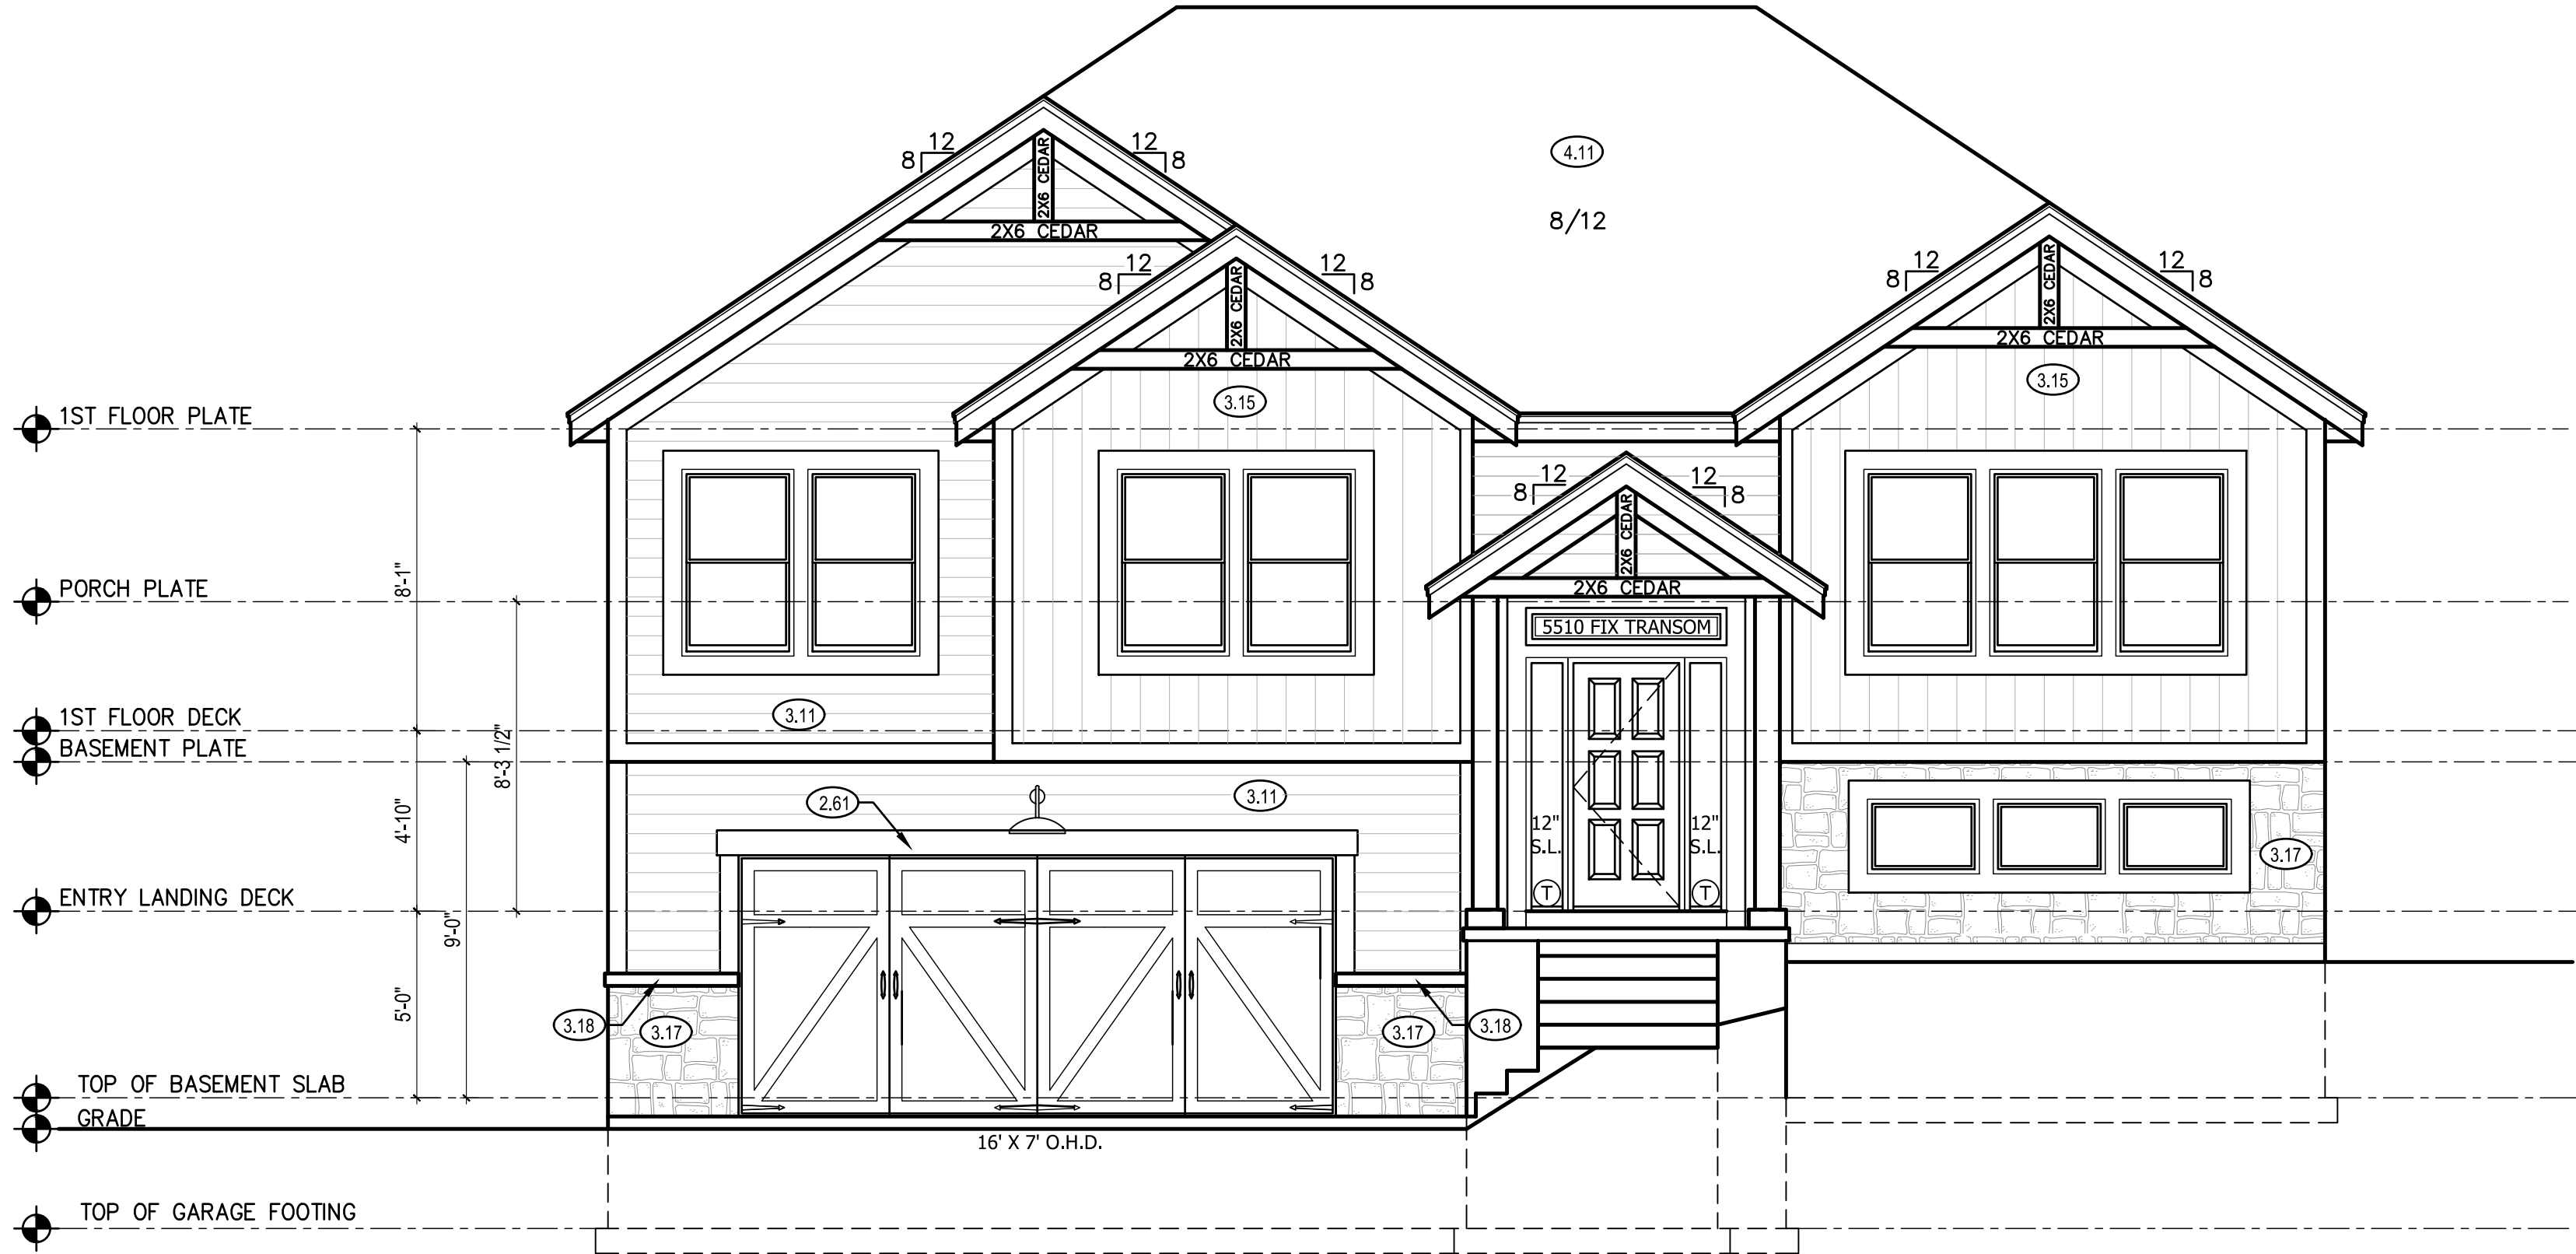 12
8
12
8
4.11
8/12
2X6 CEDAR
2X6 CEDAR
12
8
12
8
2X6 CEDAR
2X6 CEDAR
12
8
12
8
2X6 CEDAR
2X6 CEDAR
3.15
3.15
1ST FLOOR PLATE
12
8
12
8
2X6 CEDAR
2X6 CEDAR
8'-1"
PORCH PLATE
5510 FIX TRANSOM
3.11
1ST FLOOR DECK
BASEMENT PLATE
8'-3 1/2"
2.61
3.11
4'-10"
12"
S.L.
12"
S.L.
3.17
T
T
ENTRY LANDING DECK
9'-0"
5'-0"
3.18
3.17
3.17
3.18
TOP OF BASEMENT SLAB
GRADE
16' X 7' O.H.D.
TOP OF GARAGE FOOTING